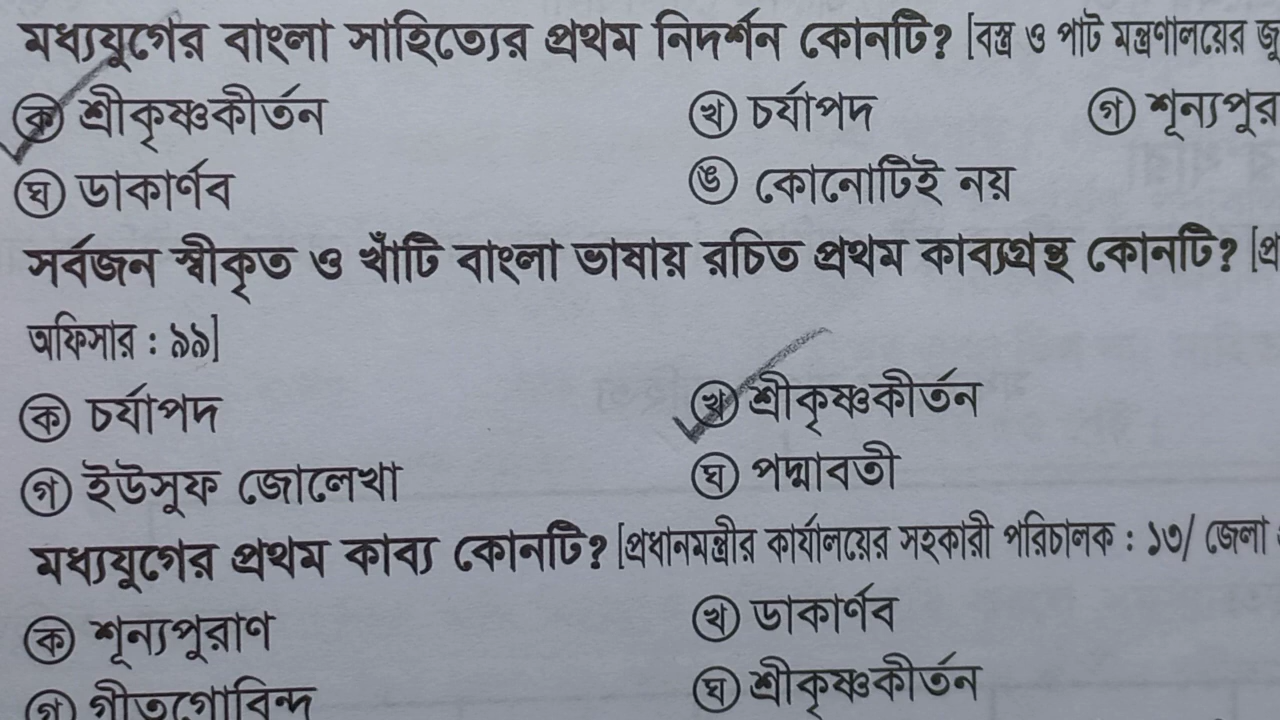 মধ্যযুগের বাংলা সাহিত্যের প্রথম নিদর্শন কোনটি? [বস্ত্র ও পাট মন্ত্রণালয়ের জু
ক শ্রীকৃষ্ণকীর্তন খ চর্যাপদ গ শূন্যপুর
ঘ ডাকার্ণব ঙ কোনোটিই নয়
সর্বজন স্বীকৃত ও খাঁটি বাংলা ভাষায় রচিত প্রথম কাব্যগ্রন্থ কোনটি? [প্র
অফিসার : ৯৯]
ক চর্যাপদ খ শ্রীকৃষ্ণকীর্তন
গ ইউসুফ জোলেখা ঘ পদ্মাবতী
মধ্যযুগের প্রথম কাব্য কোনটি? [প্রধানমন্ত্রীর কার্যালয়ের সহকারী পরিচালক : ১৩/ জেলা
ক শূন্যপুরাণ খ ডাকার্ণব
গ গীতগোবিন্দ ঘ শ্রীকৃষ্ণকীর্তন